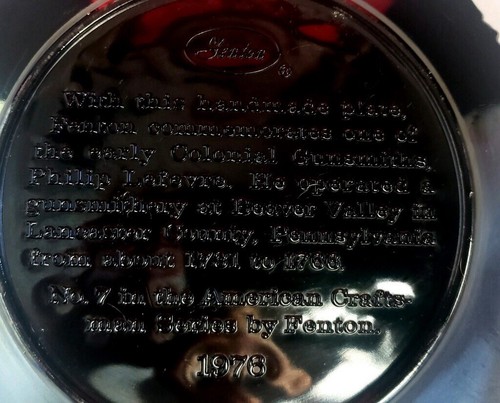 Fenton
®
With this handmade plate,
Fenton commemorates one of
the early Colonial Gunsmiths,
Philip Lefevre. He operated a
gunsmithery at Beaver Valley in
Lancaster County, Pennsylvania
from about 1731 to 1766.
No. 7 in the American Crafts-
man Series by Fenton.
1976